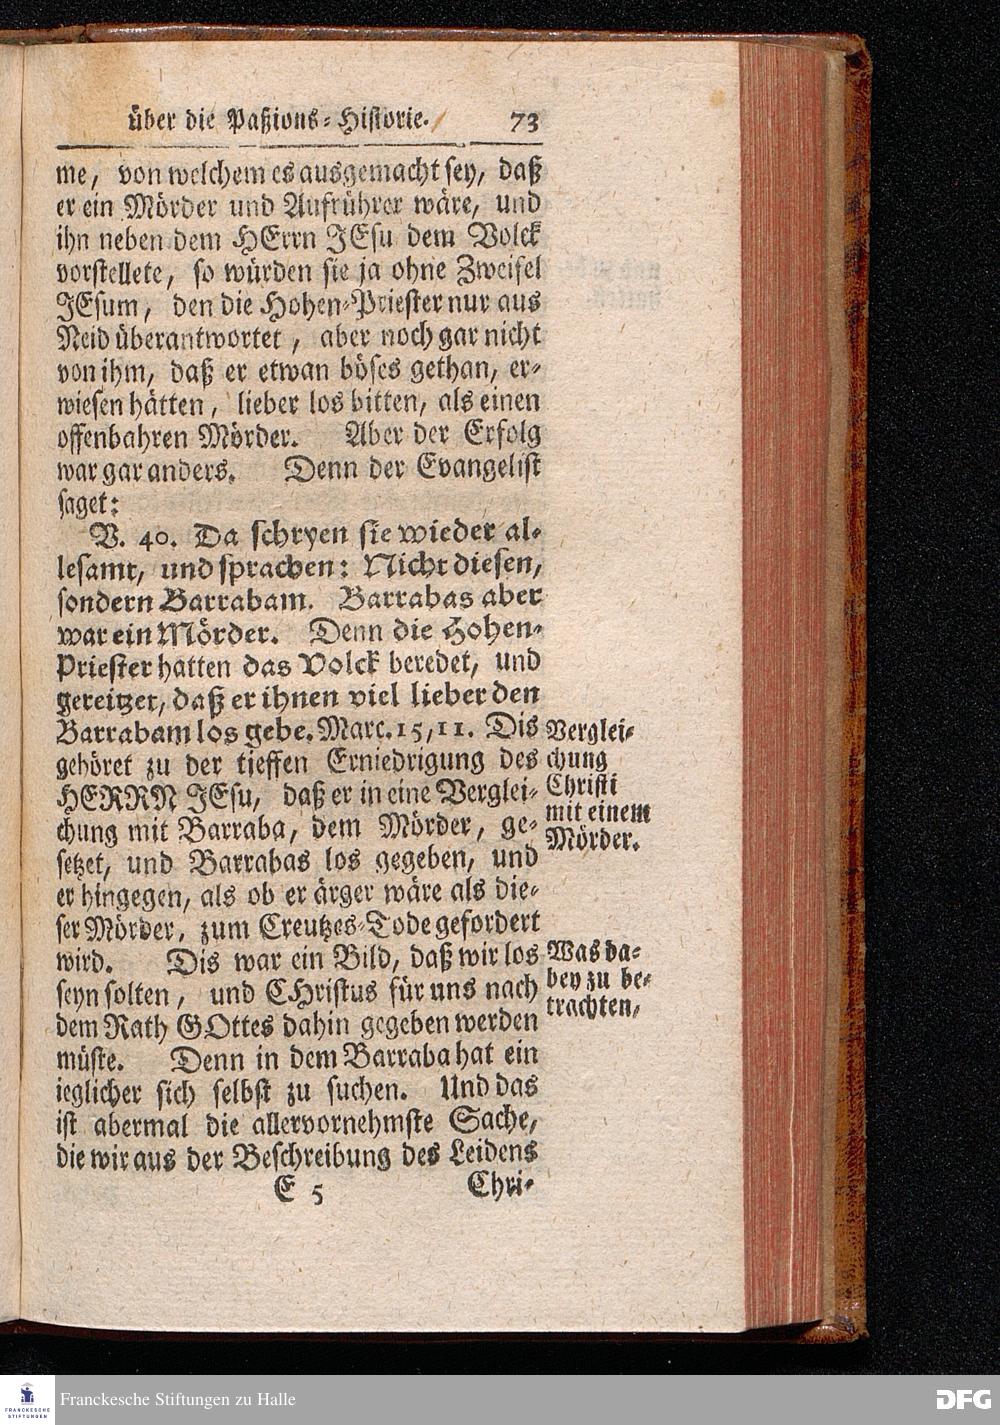 über die Paßions-Historie. 73
me, von welchem es ausgemacht sey, daß
er ein Mörder und Aufrührer wäre, und
ihn neben dem HErrn JEsu dem Volck
vorstellete, so würden sie ja ohne Zweifel
JEsum, den die Hohen-Priester nur aus
Neid überantwortet, aber noch gar nicht
von ihm, daß er etwan böses gethan, er-
wiesen hätten, lieber los bitten, als einen
offenbahren Mörder. Aber der Erfolg
war gar anders. Denn der Evangelist
saget:
V. 40. Da schryen sie wieder al-
lesamt, und sprachen: Nicht diesen,
sondern Barrabam. Barrabas aber
war ein Mörder. Denn die Hohen-
Priester hatten das Volck beredet, und
gereitzet, daß er ihnen viel lieber den
Barrabam los gebe. Marc. 15, 11. Dis
gehöret zu der tieffen Erniedrigung des
HERRN JEsu, daß er in eine Verglei-
chung mit Barraba, dem Mörder, ge-
setzet, und Barrabas los gegeben, und
er hingegen, als ob er ärger wäre als die-
ser Mörder, zum Creutzes-Tode gefordert
wird. Dis war ein Bild, daß wir los
seyn solten, und CHristus für uns nach
dem Rath GOttes dahin gegeben werden
müste. Denn in dem Barraba hat ein
ieglicher sich selbst zu suchen. Und das
ist abermal die allervornehmste Sache,
die wir aus der Beschreibung des Leidens
E 5 Chri-
Verglei-
chung
Christi
mit einem
Mörder.
Was da-
bey zu be-
trachten,
FRANCKESCHE
STIFTUNGEN
Franckesche Stiftungen zu Halle
DFG